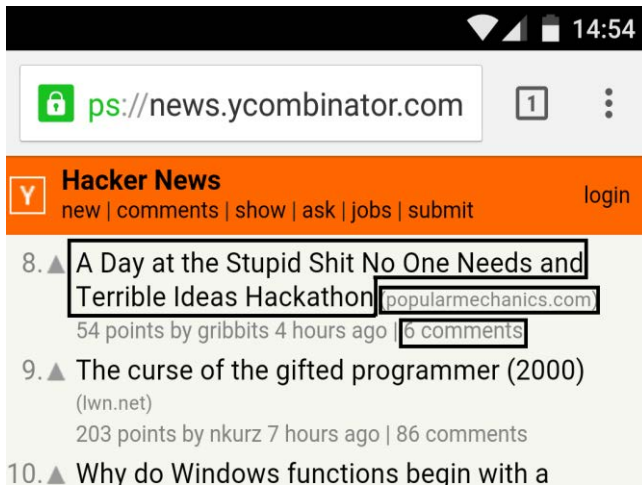 14:54
ps://news.ycombinator.com
1
Y
Hacker News
login
new | comments | show | ask | jobs | submit
8. ▲ A Day at the Stupid Shit No One Needs and
Terrible Ideas Hackathon (popularmechanics.com)
54 points by gribbits 4 hours ago | 6 comments
9. ▲ The curse of the gifted programmer (2000)
(lwn.net)
203 points by nkurz 7 hours ago | 86 comments
10. ▲ Why do Windows functions begin with a